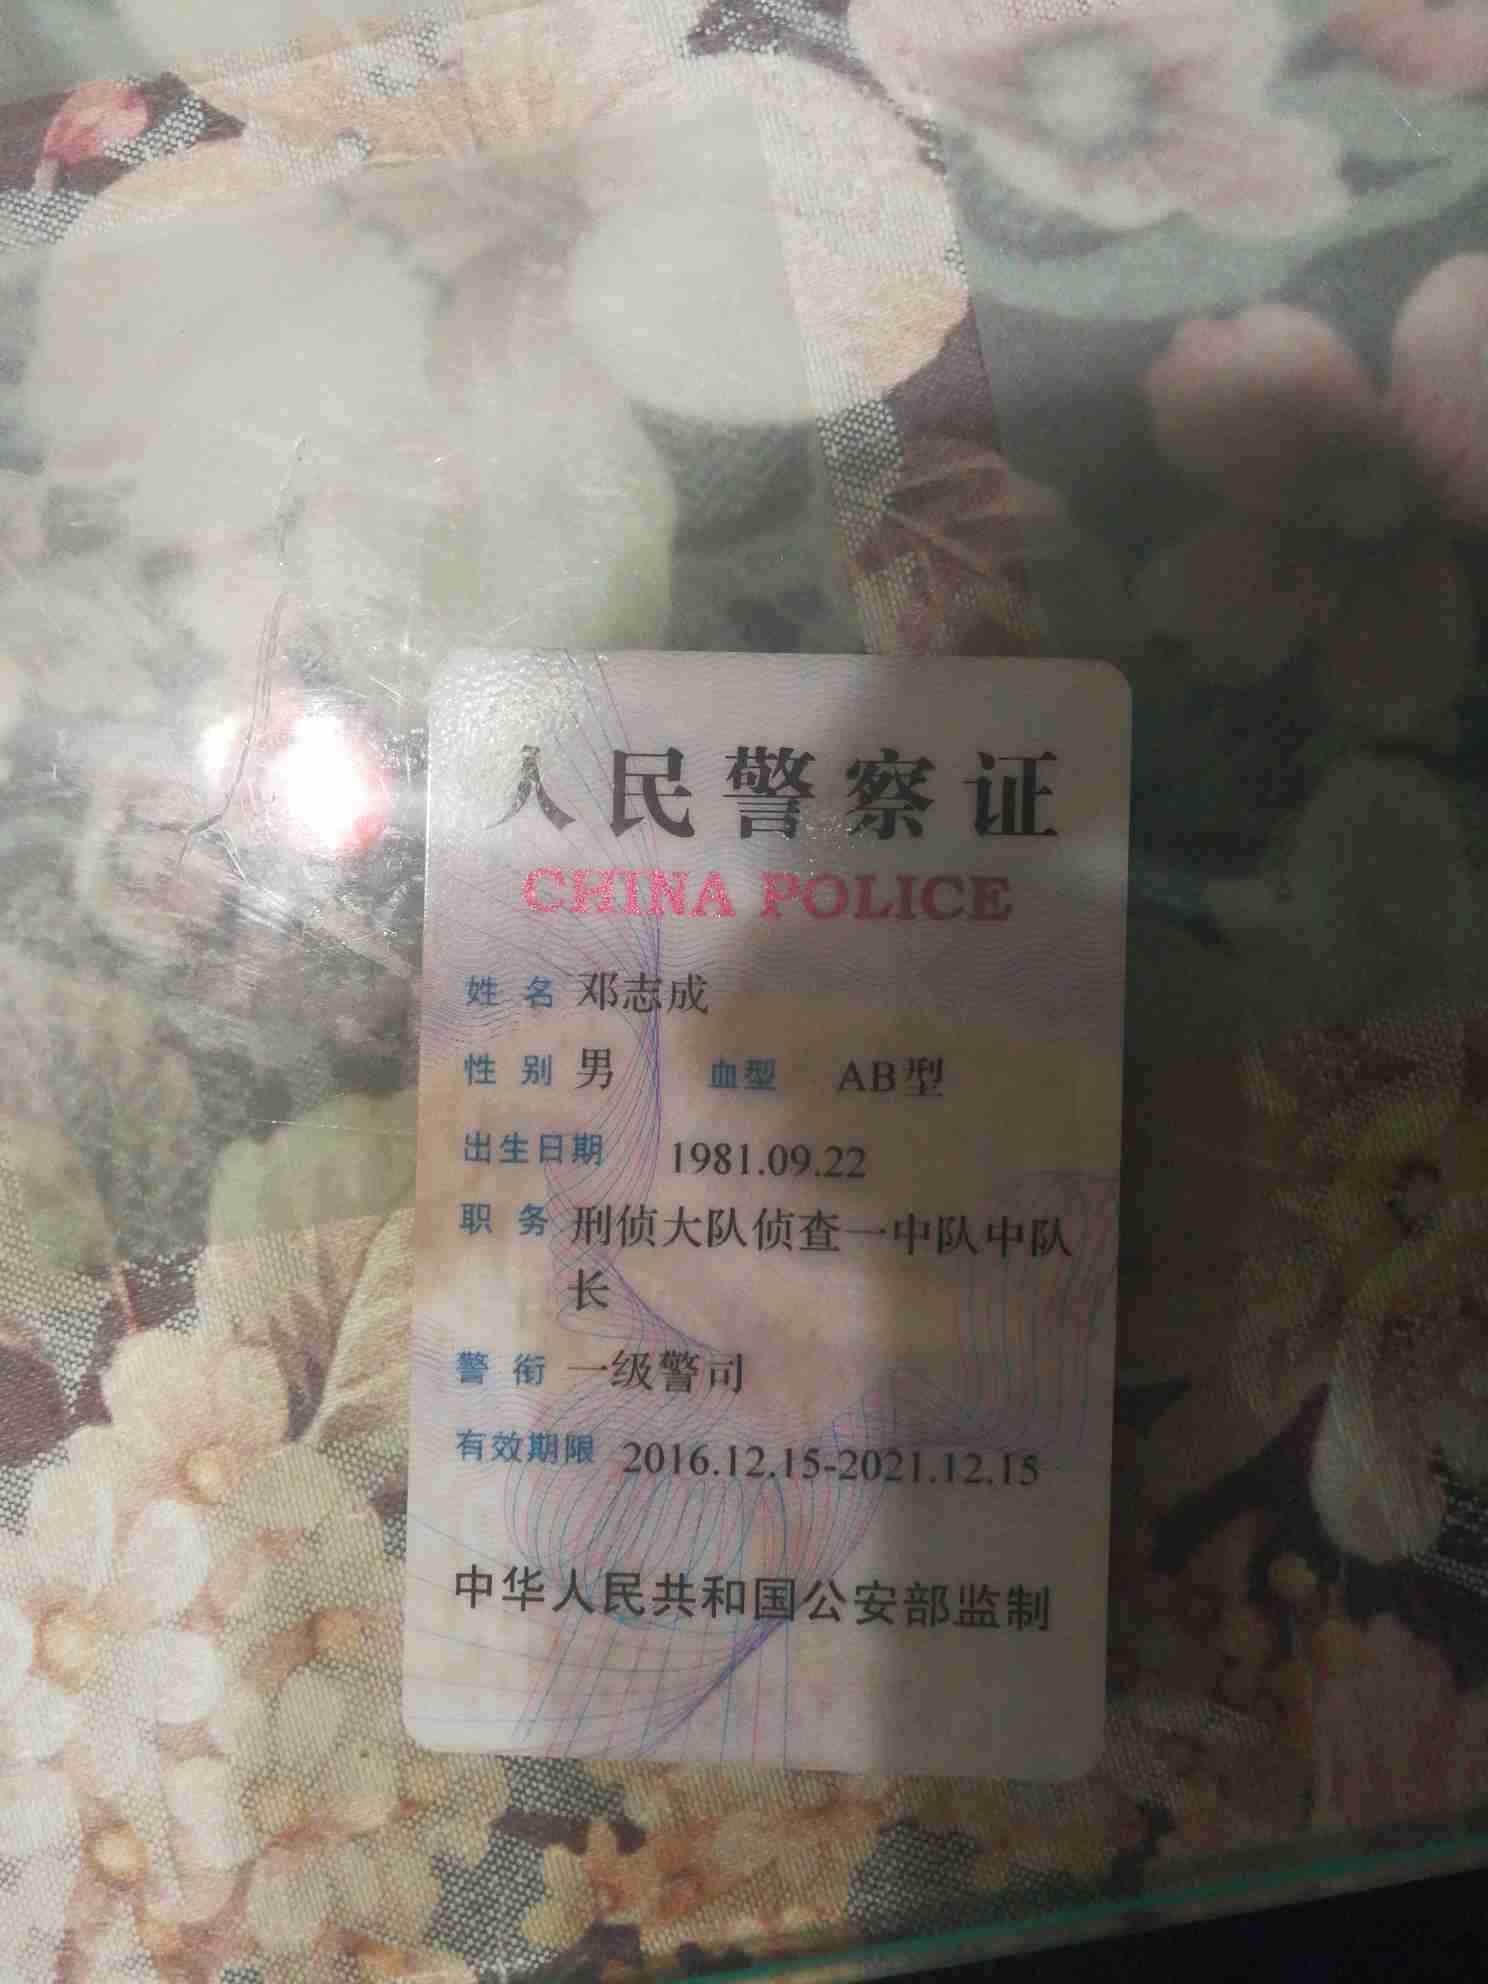 人民警察证
CHINA POLICE
姓 名 邓志成
性 别 男 血型 AB型
出生日期 1981.09.22
职 务 刑侦大队侦查一中队中队
长
警 衔 一级警司
有效期限 2016.12.15-2021.12.15
中华人民共和国公安部监制